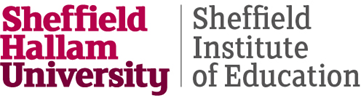 Sheffield
Hallam
University
Sheffield
Institute
of Education